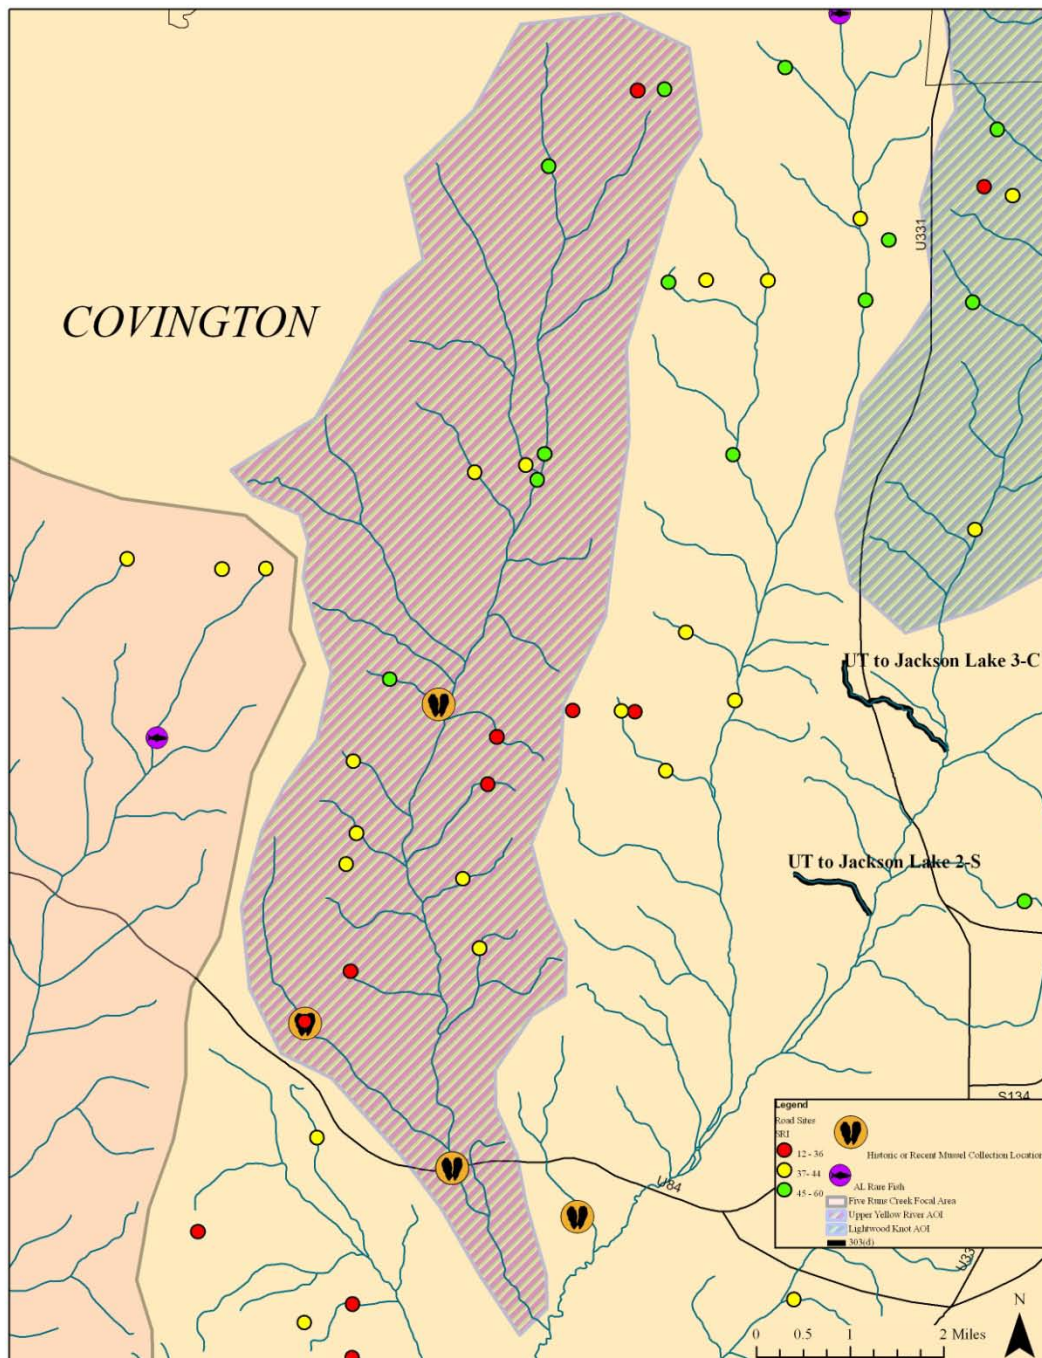 U331
COVINGTON
UT to Jackson Lake 3-C
UT to Jackson Lake 2-S
S134
U84
Legend
Road Sites
SRI
12 - 36
37- 44
45 - 60
Historic or Recent Mussel Collection Location
AL Rare Fish
Five Runs Creek Focal Area
Upper Yellow River AOI
Lightwood Knot AOI
303(d)
U33
N
0 0.5 1 2 Miles